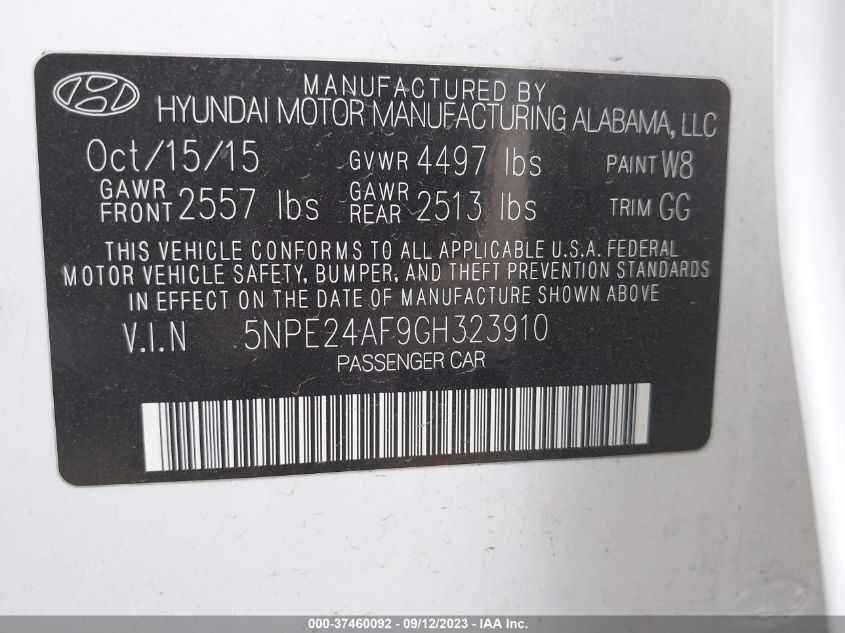 MANUFACTURED BY
HYUNDAI MOTOR MANUFACTURING ALABAMA, LLC
Oct/15/15 GVWR 4497 lbs PAINT W8
GAWR FRONT 2557 lbs GAWR REAR 2513 lbs TRIM GG
THIS VEHICLE CONFORMS TO ALL APPLICABLE U.S.A. FEDERAL
MOTOR VEHICLE SAFETY, BUMPER, AND THEFT PREVENTION STANDARDS
IN EFFECT ON THE DATE OF MANUFACTURE SHOWN ABOVE
V.I.N 5NPE24AF9GH323910
PASSENGER CAR
000-37460092 - 09/12/2023 - IAA Inc.